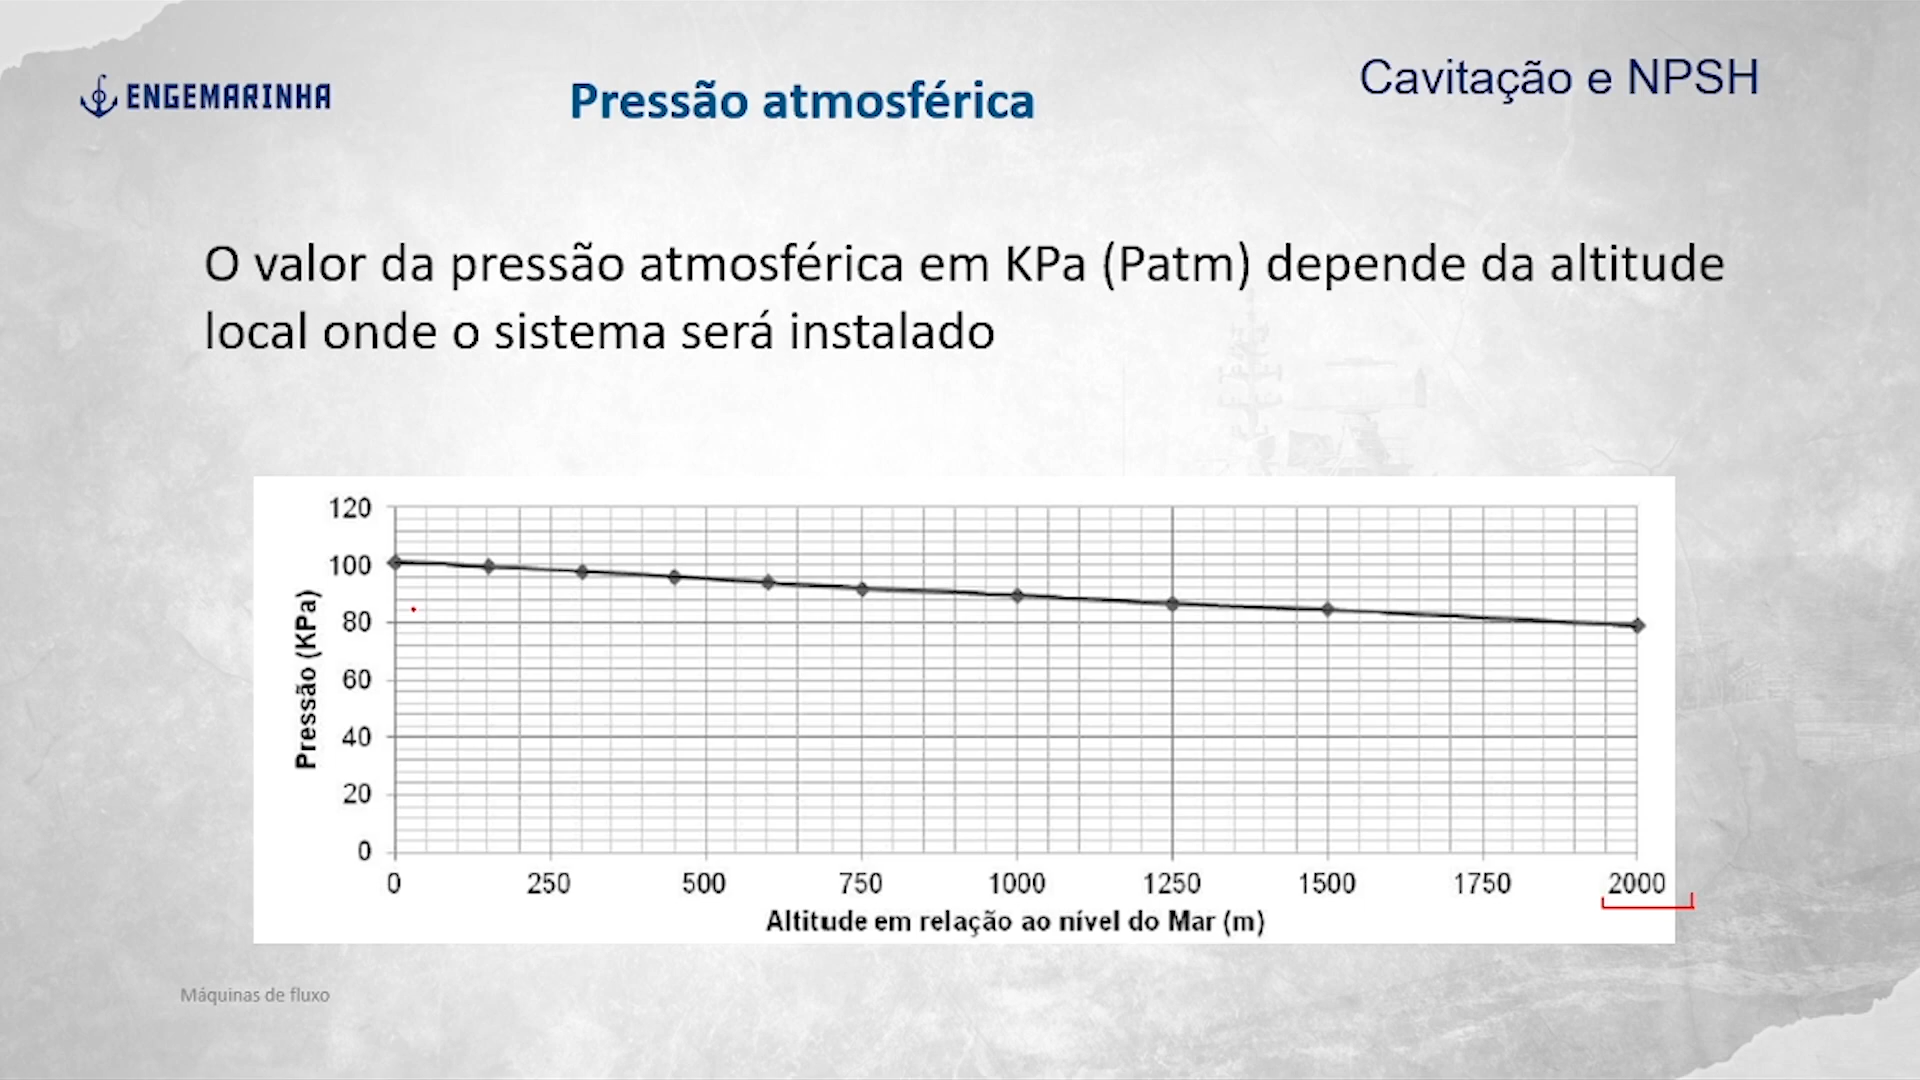 ENGEMARINHA
Pressão atmosférica
Cavitação e NPSH
O valor da pressão atmosférica em KPa (Patm) depende da altitude
local onde o sistema será instalado
120
100
80
60
40
20
0
Pressão (KPa)
0 250 500 750 1000 1250 1500 1750 2000
Altitude em relação ao nível do Mar (m)
Máquinas de fluxo